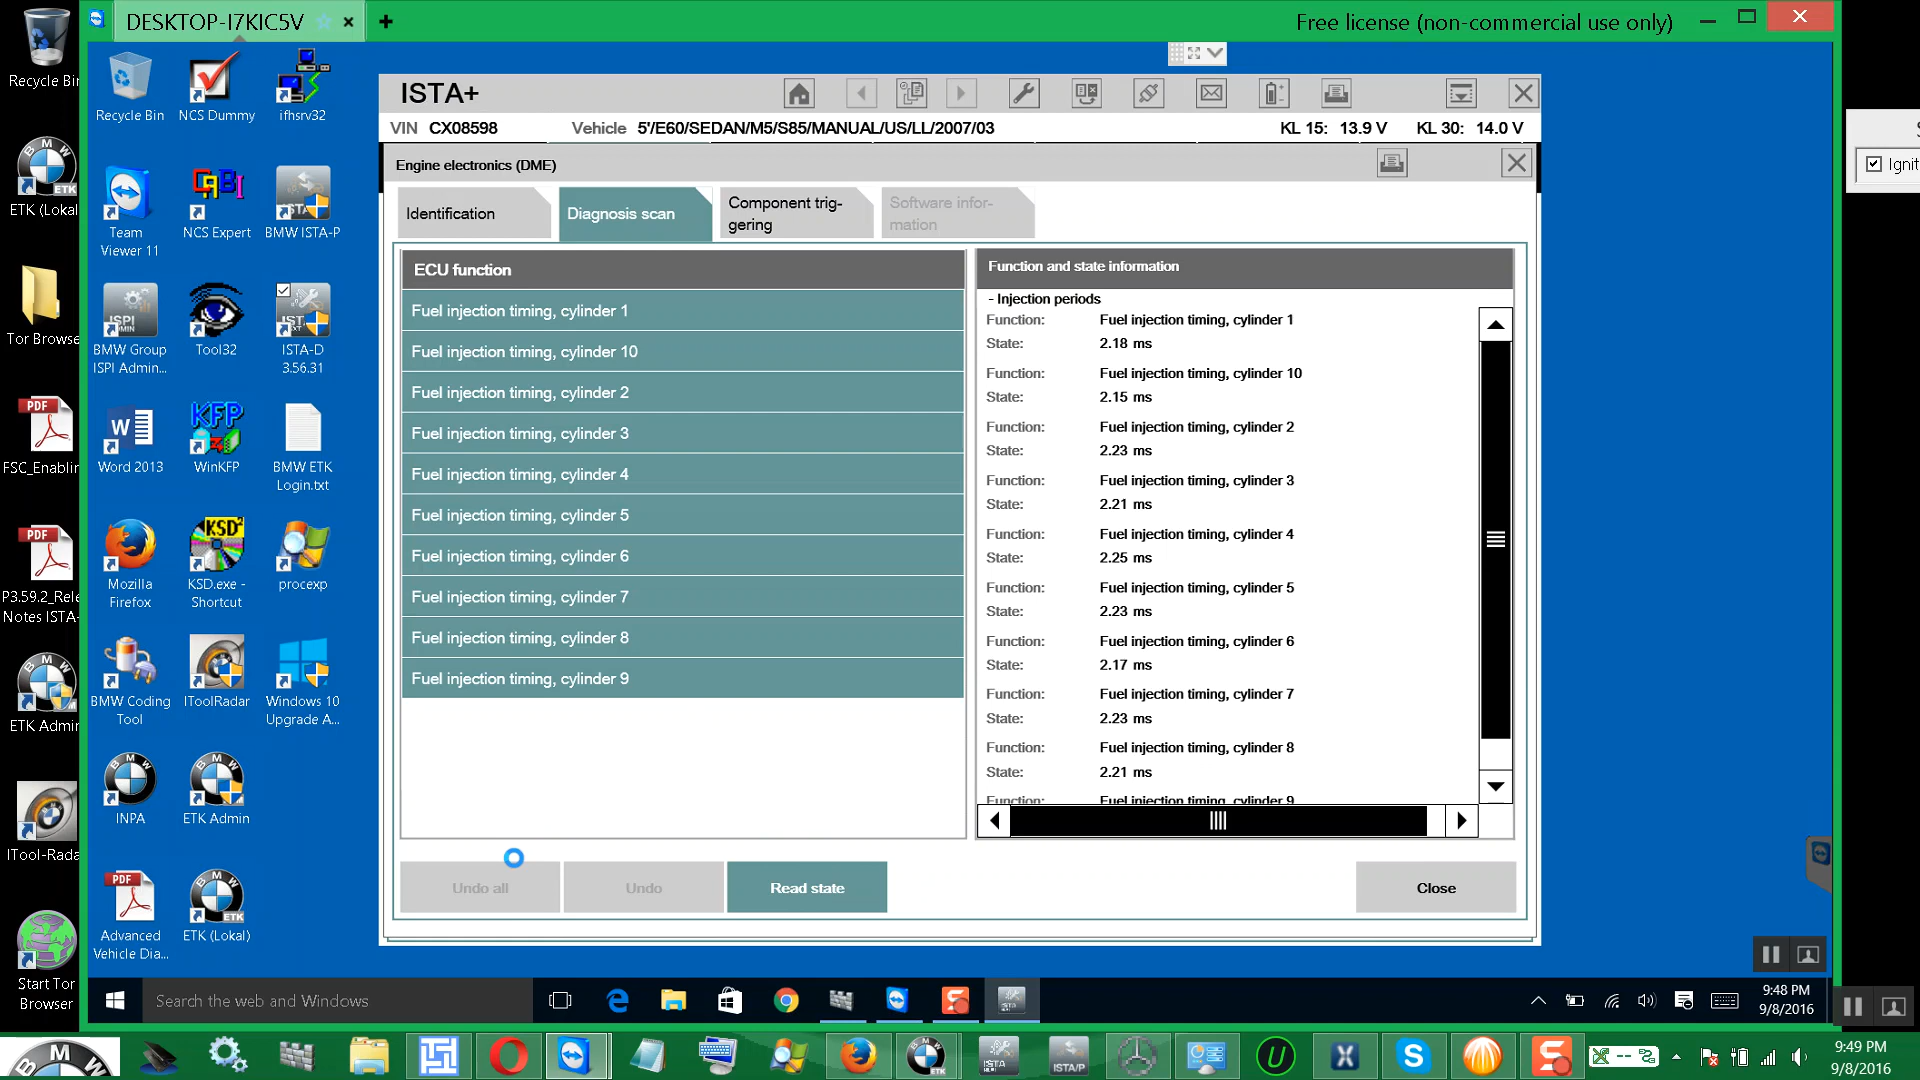 DESKTOP-I7KIC5V
Free license (non-commercial use only)
Recycle Bin
ETK (Lokal
Tor Browse
PDF
FSC_Enablin
PDF
P3.59.2_Rele
Notes ISTA-
ETK Admin
ITool-Rada
Start Tor
Browser
Recycle Bin
NCS Dummy
ifhsrv32
Team
Viewer 11
NCS Expert
BMW ISTA-P
BMW Group
ISPI Admin...
Tool32
ISTA-D
3.56.31
Word 2013
WinKFP
BMW ETK
Login.txt
Mozilla
Firefox
KSD.exe -
Shortcut
procexp
BMW Coding
Tool
IToolRadar
Windows 10
Upgrade A...
INPA
ETK Admin
PDF
Advanced
Vehicle Dia...
ETK
ETK (Lokal)
ISTA+
VIN CX08598 Vehicle 5'/E60/SEDAN/M5/S85/MANUAL/US/LL/2007/03 KL 15: 13.9 V KL 30: 14.0 V
Engine electronics (DME)
Identification
Diagnosis scan
Component trig-
gering
Software infor-
mation
ECU function
Fuel injection timing, cylinder 1
Fuel injection timing, cylinder 10
Fuel injection timing, cylinder 2
Fuel injection timing, cylinder 3
Fuel injection timing, cylinder 4
Fuel injection timing, cylinder 5
Fuel injection timing, cylinder 6
Fuel injection timing, cylinder 7
Fuel injection timing, cylinder 8
Fuel injection timing, cylinder 9
Function and state information
- Injection periods
Function: Fuel injection timing, cylinder 1
State: 2.18 ms
Function: Fuel injection timing, cylinder 10
State: 2.15 ms
Function: Fuel injection timing, cylinder 2
State: 2.23 ms
Function: Fuel injection timing, cylinder 3
State: 2.21 ms
Function: Fuel injection timing, cylinder 4
State: 2.25 ms
Function: Fuel injection timing, cylinder 5
State: 2.23 ms
Function: Fuel injection timing, cylinder 6
State: 2.17 ms
Function: Fuel injection timing, cylinder 7
State: 2.23 ms
Function: Fuel injection timing, cylinder 8
State: 2.21 ms
Function: Fuel injection timing, cylinder 9
Undo all
Undo
Read state
Close
Ignit
Search the web and Windows
9:48 PM
9/8/2016
9:49 PM
9/8/2016